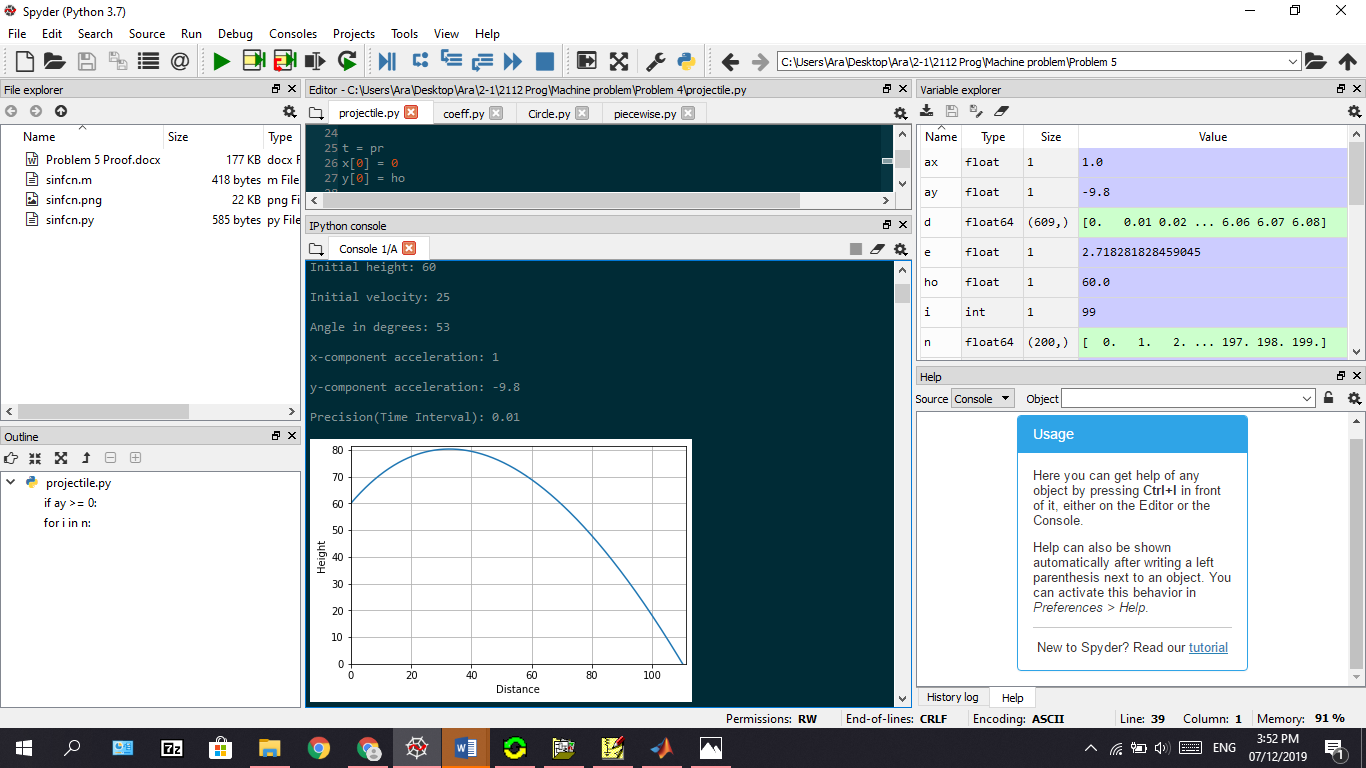 Spyder (Python 3.7)
File Edit Search Source Run Debug Consoles Projects Tools View Help
C:\Users\Ara\Desktop\Ara\2-1\2112 Prog\Machine problem\Problem 5
File explorer
Name Size Type
Problem 5 Proof.docx 177 KB docx F
sinfcn.m 418 bytes m File
sinfcn.png 22 KB png Fi
sinfcn.py 585 bytes py File
Outline
projectile.py
if ay >= 0:
for i in n:
Editor - C:\Users\Ara\Desktop\Ara\2-1\2112 Prog\Machine problem\Problem 4\projectile.py
projectile.py coeff.py Circle.py piecewise.py
24
25 t = pr
26 x[0] = 0
27 y[0] = ho
IPython console
Console 1/A
Initial height: 60
Initial velocity: 25
Angle in degrees: 53
x-component acceleration: 1
y-component acceleration: -9.8
Precision(Time Interval): 0.01
80
70
60
50
40
30
20
10
0
Height
0 20 40 60 80 100
Distance
Variable explorer
Name Type Size Value
ax float 1 1.0
ay float 1 -9.8
d float64 (609,) [0. 0.01 0.02 ... 6.06 6.07 6.08]
e float 1 2.718281828459045
ho float 1 60.0
i int 1 99
n float64 (200,) [ 0. 1. 2. ... 197. 198. 199.]
Help
Source Console Object
Usage
Here you can get help of any
object by pressing Ctrl+I in front
of it, either on the Editor or the
Console.
Help can also be shown
automatically after writing a left
parenthesis next to an object. You
can activate this behavior in
Preferences > Help.
New to Spyder? Read our tutorial
History log Help
Permissions: RW End-of-lines: CRLF Encoding: ASCII Line: 39 Column: 1 Memory: 91 %
7z
ENG
3:52 PM
07/12/2019
1